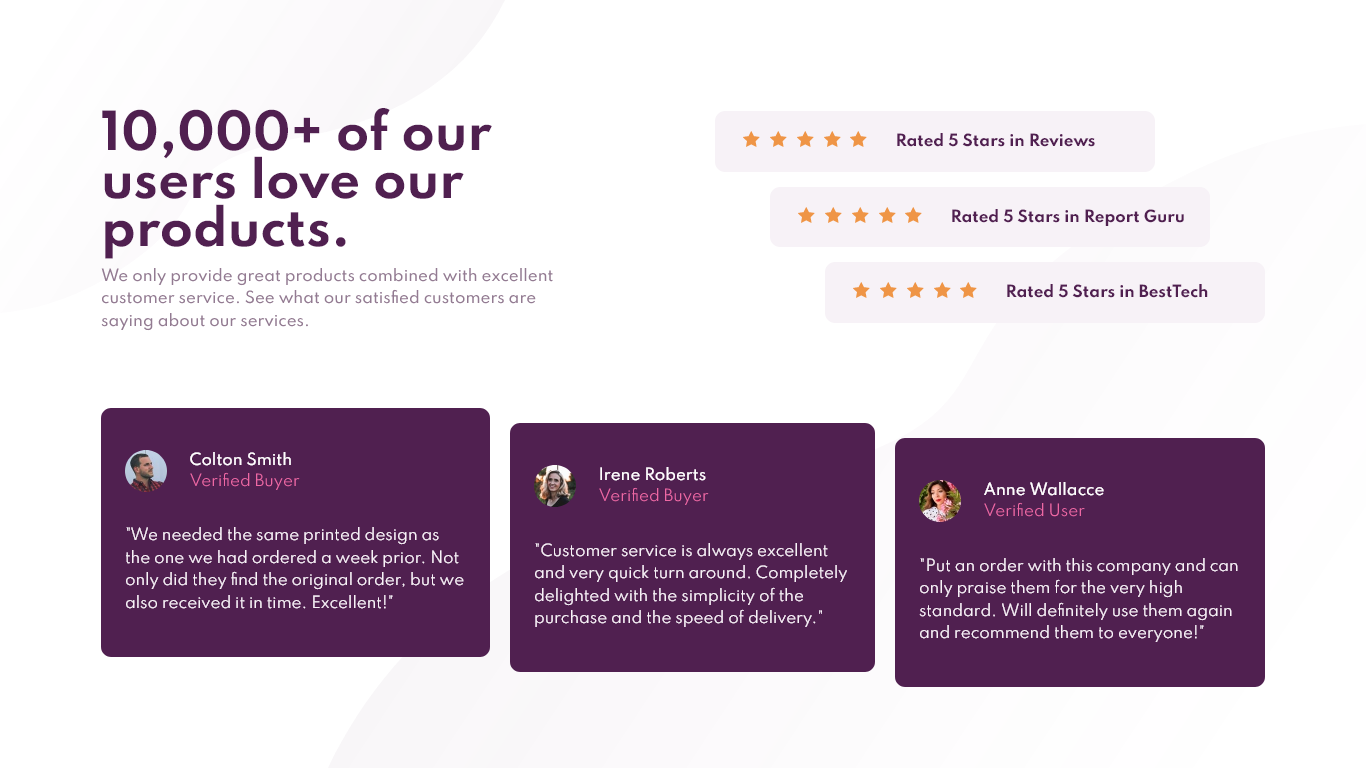 10,000+ of our
users love our
products.
We only provide great products combined with excellent
customer service. See what our satisfied customers are
saying about our services.
Rated 5 Stars in Reviews
Rated 5 Stars in Report Guru
Rated 5 Stars in BestTech
Colton Smith
Verified Buyer
"We needed the same printed design as
the one we had ordered a week prior. Not
only did they find the original order, but we
also received it in time. Excellent!"
Irene Roberts
Verified Buyer
"Customer service is always excellent
and very quick turn around. Completely
delighted with the simplicity of the
purchase and the speed of delivery."
Anne Wallacce
Verified User
"Put an order with this company and can
only praise them for the very high
standard. Will definitely use them again
and recommend them to everyone!"